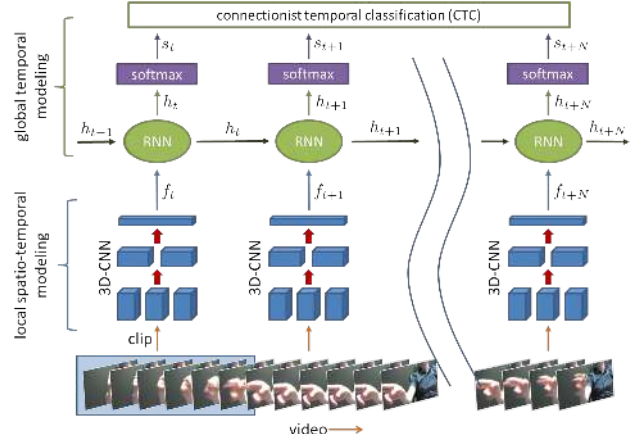 connectionist temporal classification (CTC)
global temporal
modeling
s_t s_{t+1} s_{t+N}
softmax softmax softmax
h_t h_{t+1} h_{t+N}
h_{t-1} RNN h_t RNN h_{t+1} RNN h_{t+N}
f_t f_{t+1} f_{t+N}
local spatio-temporal
modeling
3D-CNN 3D-CNN 3D-CNN
clip
video